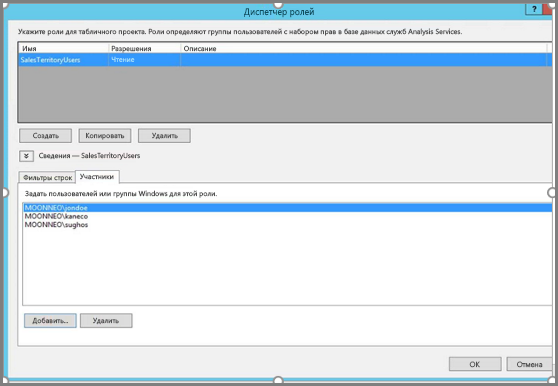 Диспетчер ролей
?
Укажите роли для табличного проекта. Роли определяют группы пользователей с набором прав в базе данных служб Analysis Services.
Имя Разрешения Описание
SalesTerritoryUsers Чтение
Создать Копировать Удалить
Сведения — SalesTerritoryUsers
Фильтры строк Участники
Задать пользователей или группы Windows для этой роли.
MOONNEO\jondoe
MOONNEO\kaneco
MOONNEO\sughos
Добавить... Удалить
OK Отмена